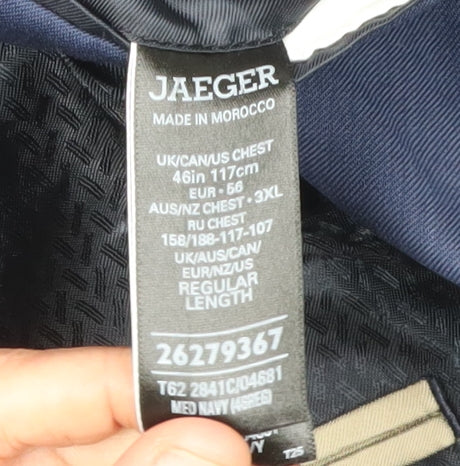 JAEGER
MADE IN MOROCCO
UK/CAN/US CHEST
46in 117cm
EUR • 56
AUS/NZ CHEST • 3XL
RU CHEST
158/188-117-107
UK/AUS/CAN/
EUR/NZ/US
REGULAR
LENGTH
26279367
T62 2841C/04681
MED NAVY (46REG)
T25